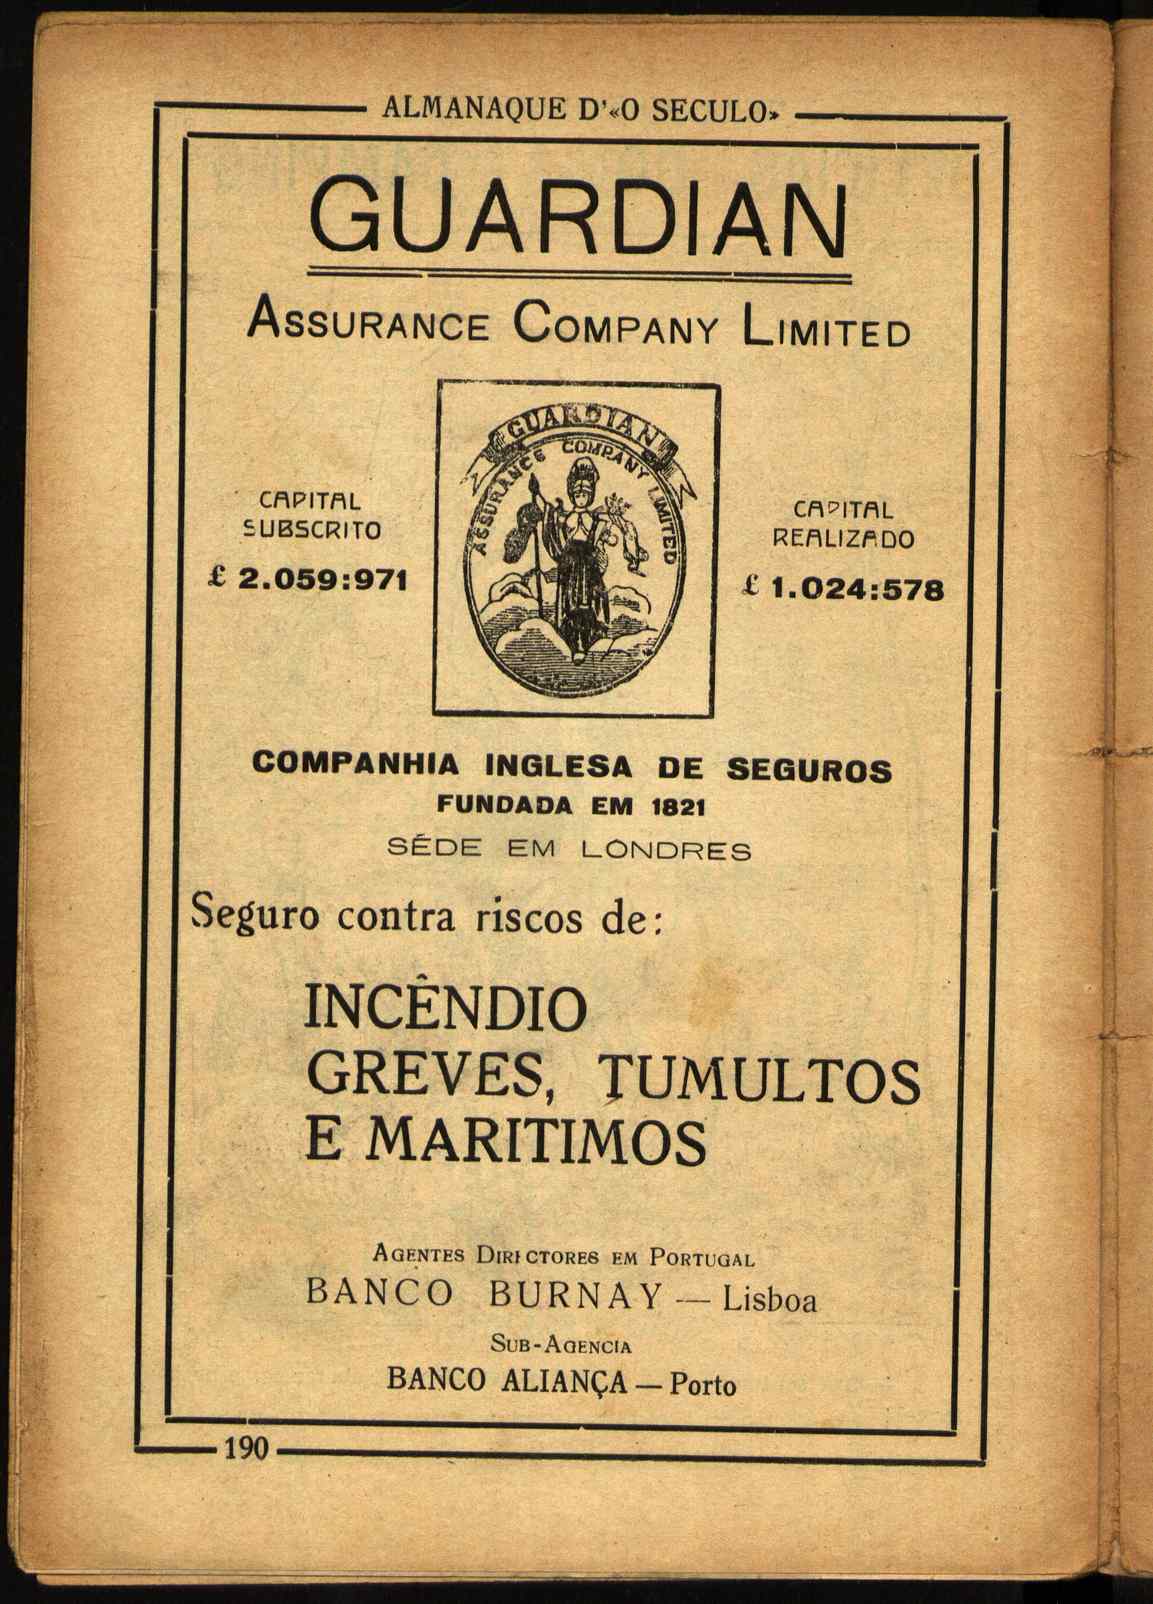 ALMANAQUE D'«O SECULO»
GUARDIAN
ASSURANCE COMPANY LIMITED
GUARDIAN
ASSURANCE COMPANY LIMITED
CAPITAL
SUBSCRITO
£ 2.059:971
CAPITAL
REALIZADO
£ 1.024:578
COMPANHIA INGLESA DE SEGUROS
FUNDADA EM 1821
SÉDE EM LONDRES
Seguro contra riscos de:
INCÊNDIO
GREVES, TUMULTOS
E MARITIMOS
AGENTES DIRECTORES EM PORTUGAL
BANCO BURNAY — Lisboa
SUB-AGENCIA
BANCO ALIANÇA — Porto
190